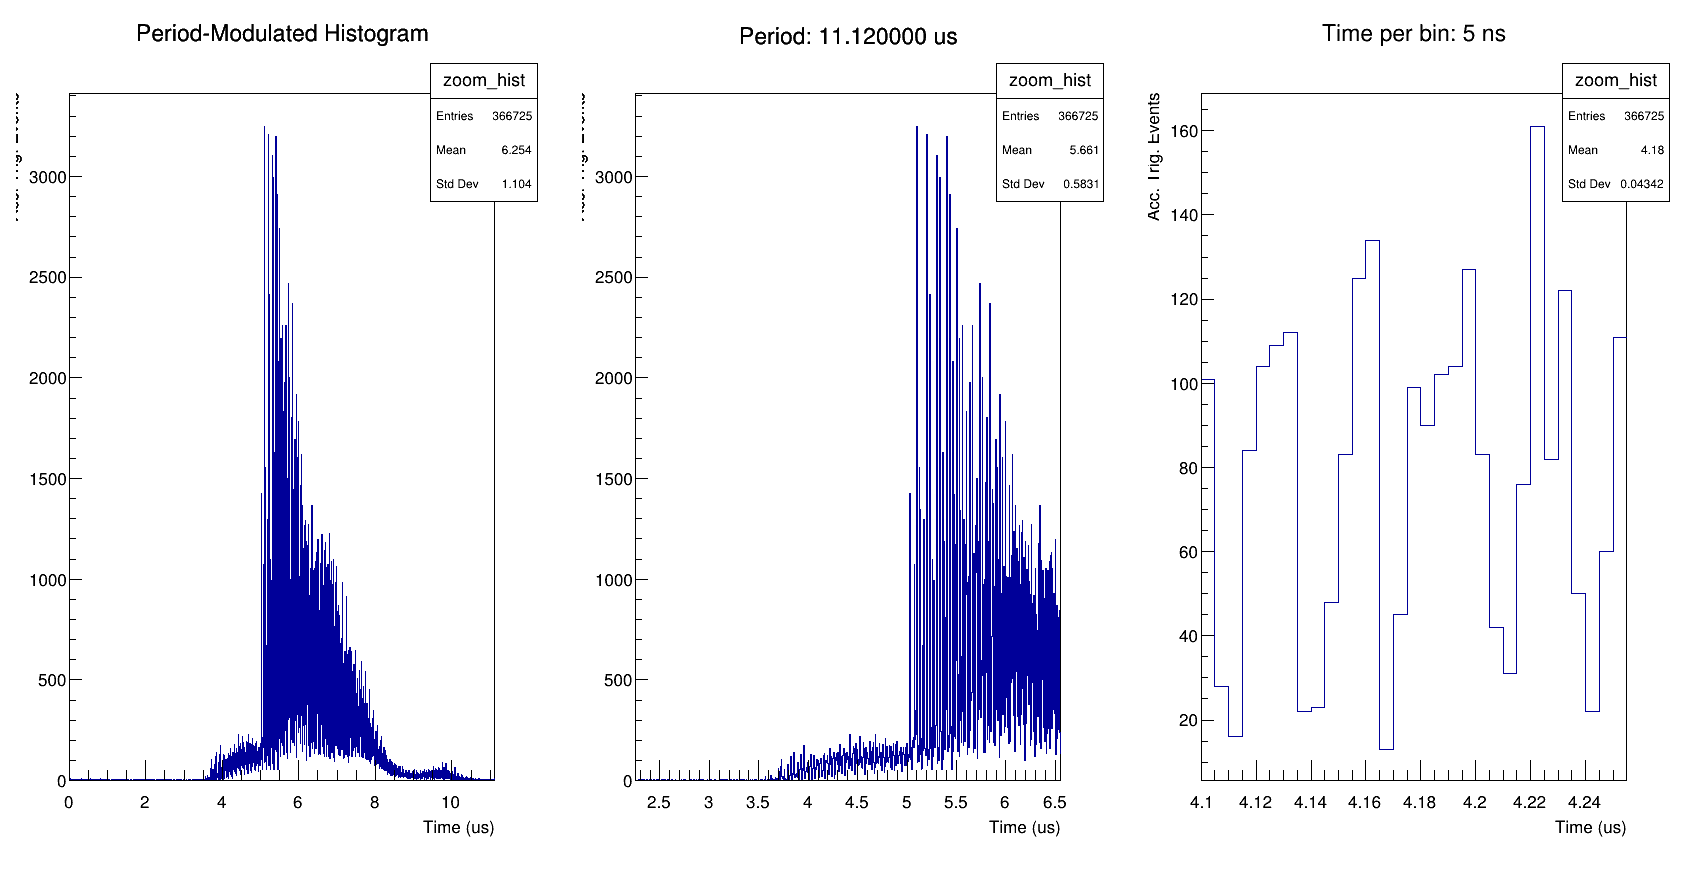 Period-Modulated Histogram
zoom_hist
Entries 366725
Mean 6.254
Std Dev 1.104
3000
2500
2000
1500
1000
500
0
0 2 4 6 8 10
Time (us)
Period: 11.120000 us
zoom_hist
Entries 366725
Mean 5.661
Std Dev 0.5831
3000
2500
2000
1500
1000
500
0
2.5 3 3.5 4 4.5 5 5.5 6 6.5
Time (us)
Time per bin: 5 ns
zoom_hist
Entries 366725
Mean 4.18
Std Dev 0.04342
Acc. Trig. Events
160
140
120
100
80
60
40
20
4.1 4.12 4.14 4.16 4.18 4.2 4.22 4.24
Time (us)